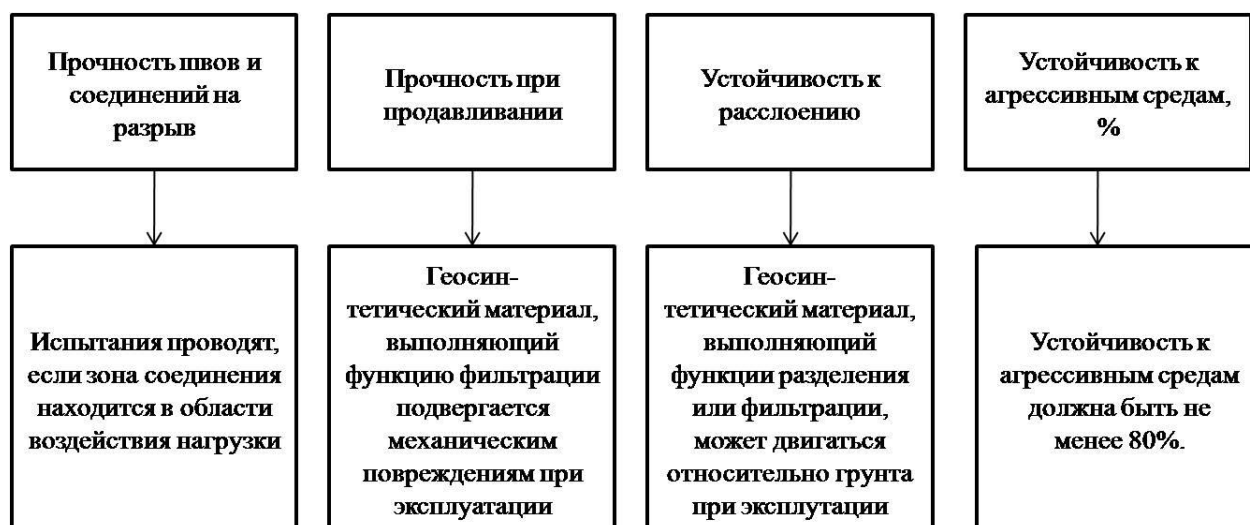 Прочность швов и
соединений на
разрыв
Прочность при
продавливании
Устойчивость к
расслоению
Устойчивость к
агрессивным средам,
%
Испытания проводят,
если зона соединения
находится в области
воздействия нагрузки
Геосин-
тетический материал,
выполняющий
функцию фильтрации
подвергается
механическим
повреждениям при
эксплуатации
Геосин-
тетический материал,
выполняющий
функции разделения
или фильтрации,
может двигаться
относительно грунта
при эксплутации
Устойчивость к
агрессивным средам
должна быть не
менее 80%.